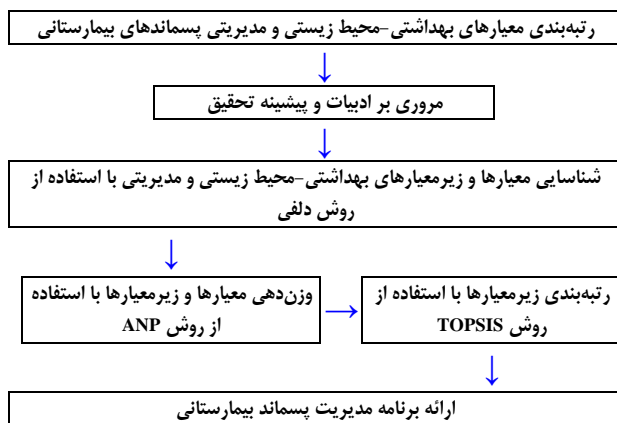 رتبه‌بندی معیارهای بهداشتی-محیط زیستی و مدیریتی پسماندهای بیمارستانی
مروری بر ادبیات و پیشینه تحقیق
شناسایی معیارها و زیرمعیارهای بهداشتی-محیط زیستی و مدیریتی با استفاده از
روش دلفی
وزن‌دهی معیارها و زیرمعیارها با استفاده
از روش ANP
رتبه‌بندی زیرمعیارها با استفاده از
روش TOPSIS
ارائه برنامه مدیریت پسماند بیمارستانی